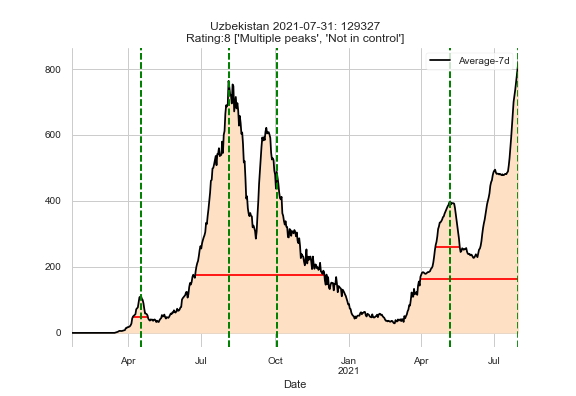 Uzbekistan 2021-07-31: 129327
Rating:8 ['Multiple peaks', 'Not in control']
Average-7d
800
600
400
200
0
Apr Jul Oct Jan Apr Jul
2021
Date